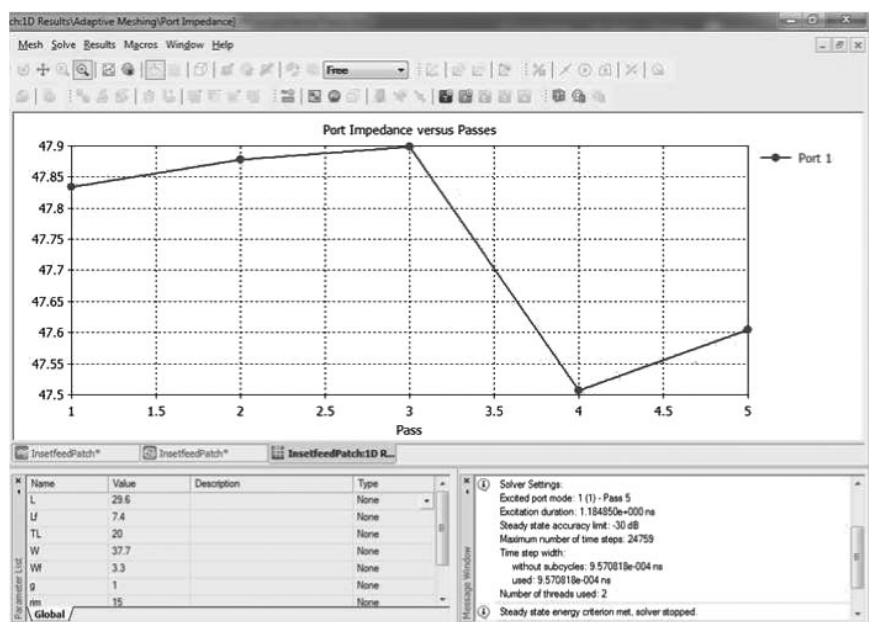 ch:1D Results\Adaptive Meshing\Port Impedance]
Mesh Solve Results Macros Window Help
Free
Port Impedance versus Passes
47.9
47.85
47.8
47.75
47.7
47.65
47.6
47.55
47.5
1 1.5 2 2.5 3 3.5 4 4.5 5
Pass
Port 1
InsetfeedPatch* InsetfeedPatch* InsetfeedPatch:1D R...
Parameter List
Name Value Description Type
L 29.6 None
Lf 7.4 None
TL 20 None
W 37.7 None
Wf 3.3 None
g 1 None
rim 15 None
Global
Message Window
Solver Settings:
Excited port mode: 1 (1) - Pass 5
Excitation duration: 1.184850e+000 ns
Steady state accuracy limit: -30 dB
Maximum number of time steps: 24759
Time step width:
without subcycles: 9.570818e-004 ns
used: 9.570818e-004 ns
Number of threads used: 2
Steady state energy criterion met, solver stopped.